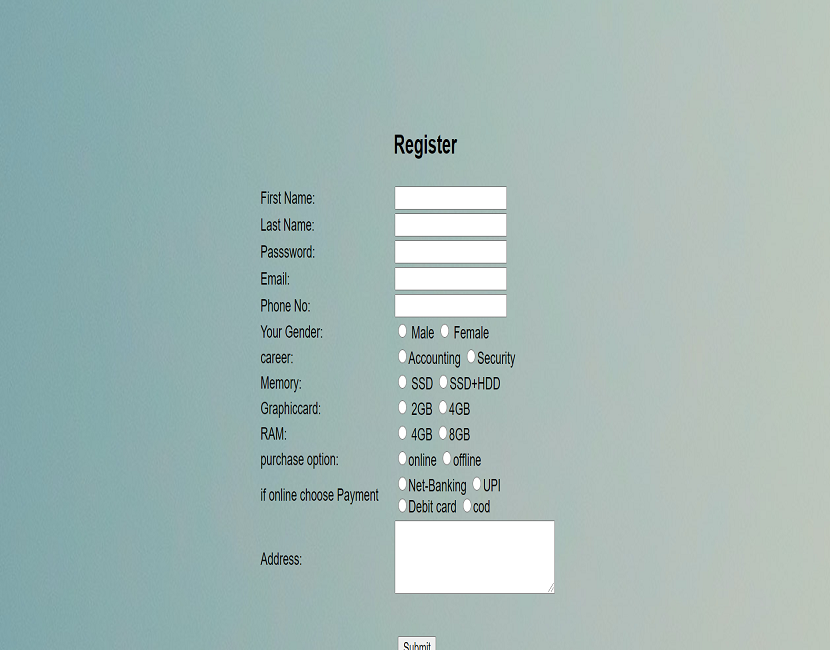 Register
First Name:
Last Name:
Passsword:
Email:
Phone No:
Your Gender: Male Female
career: Accounting Security
Memory: SSD SSD+HDD
Graphiccard: 2GB 4GB
RAM: 4GB 8GB
purchase option: online offline
if online choose Payment Net-Banking UPI
Debit card cod
Address:
Submit